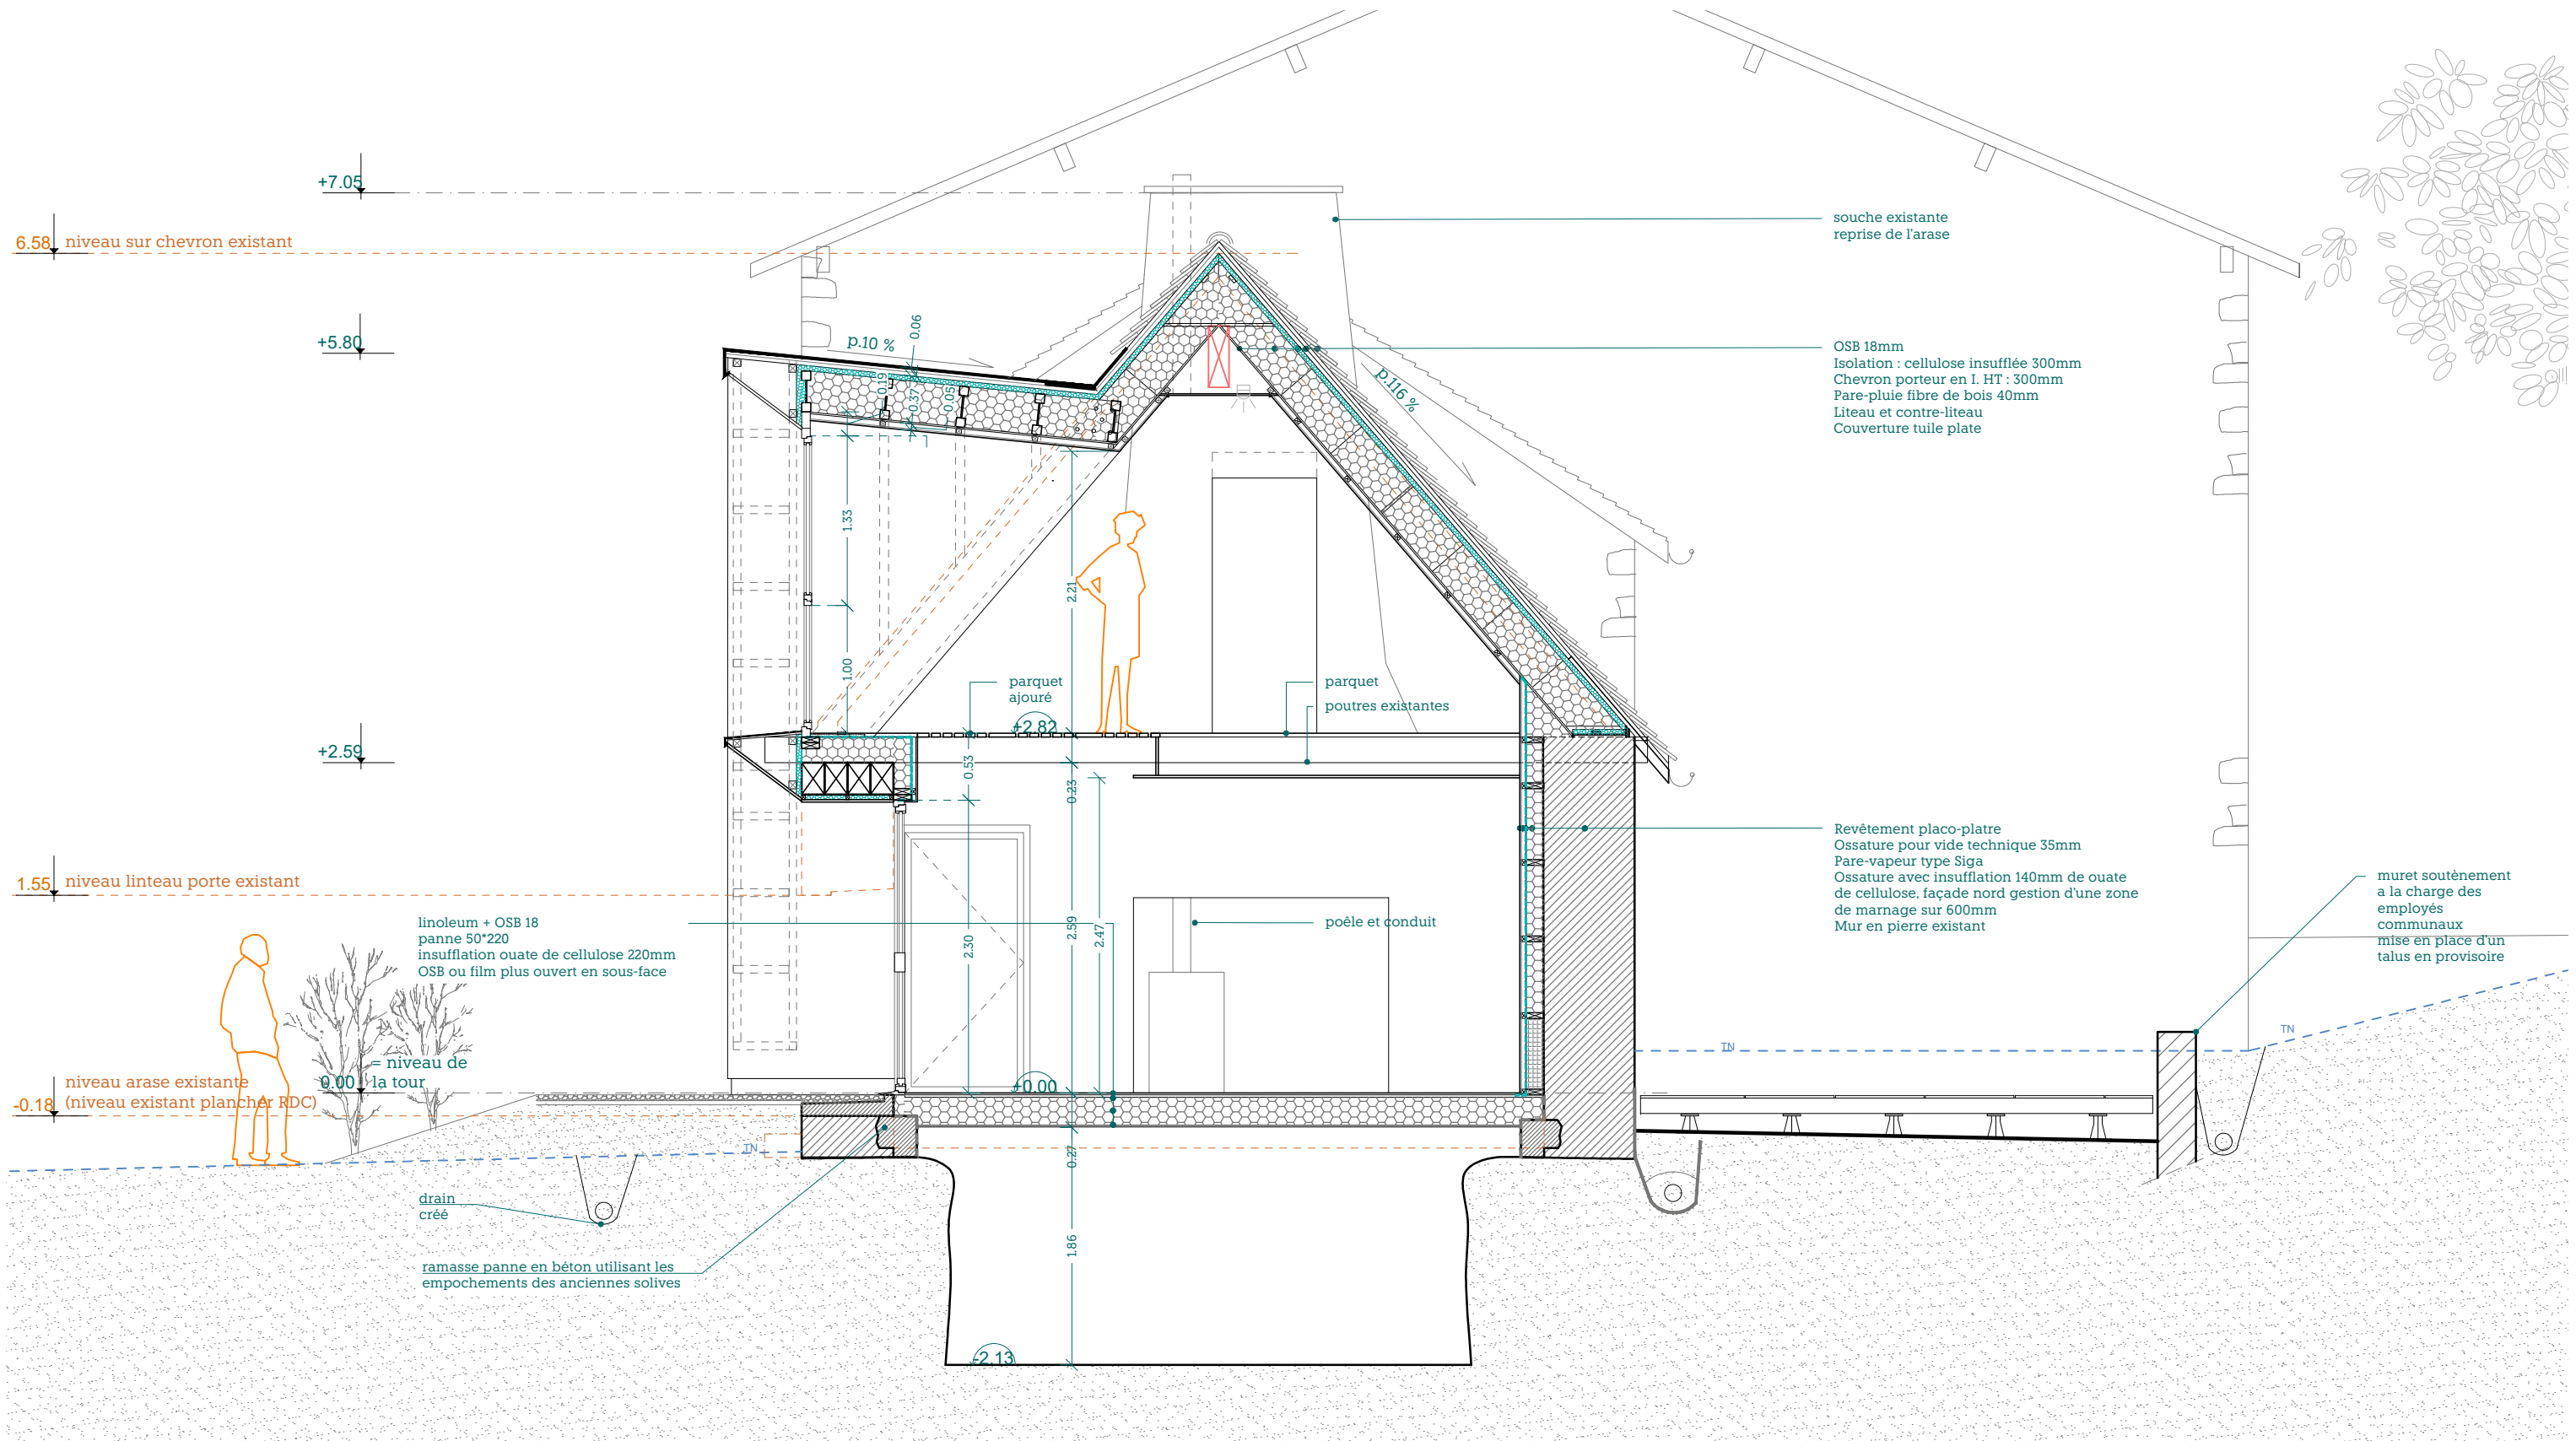 +7.05
6.58 niveau sur chevron existant
+5.80
p.10 %
0.06
0.19
0.37
0.05
p.116 %
souche existante
reprise de l'arase
OSB 18mm
Isolation : cellulose insufflée 300mm
Chevron porteur en I. HT : 300mm
Pare-pluie fibre de bois 40mm
Liteau et contre-liteau
Couverture tuile plate
1.33
2.21
1.00
parquet
ajouré
parquet
poutres existantes
+2.82
+2.59
0.53
0.23
1.55 niveau linteau porte existant
linoleum + OSB 18
panne 50*220
insufflation ouate de cellulose 220mm
OSB ou film plus ouvert en sous-face
2.30
2.59
2.47
poêle et conduit
Revêtement placo-platre
Ossature pour vide technique 35mm
Pare-vapeur type Siga
Ossature avec insufflation 140mm de ouate
de cellulose, façade nord gestion d'une zone
de marnage sur 600mm
Mur en pierre existant
muret soutènement
a la charge des
employés
communaux
mise en place d'un
talus en provisoire
TN
TN
0.00 = niveau de
la tour
+0.00
-0.18 niveau arase existante
(niveau existant plancher RDC)
TN
0.27
drain
créé
1.86
ramasse panne en béton utilisant les
empochements des anciennes solives
-2.13